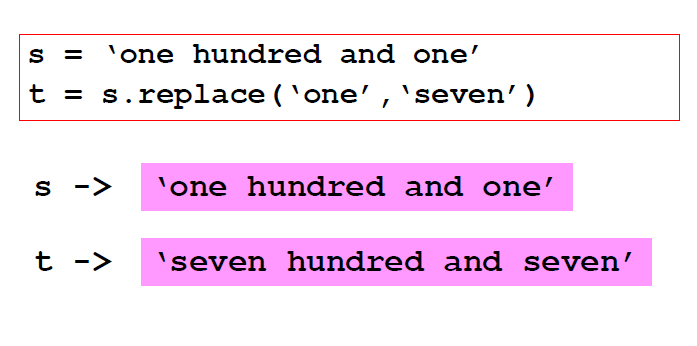 s = ‘one hundred and one’
t = s.replace(‘one’,‘seven’)
s -> ‘one hundred and one’
t -> ‘seven hundred and seven’